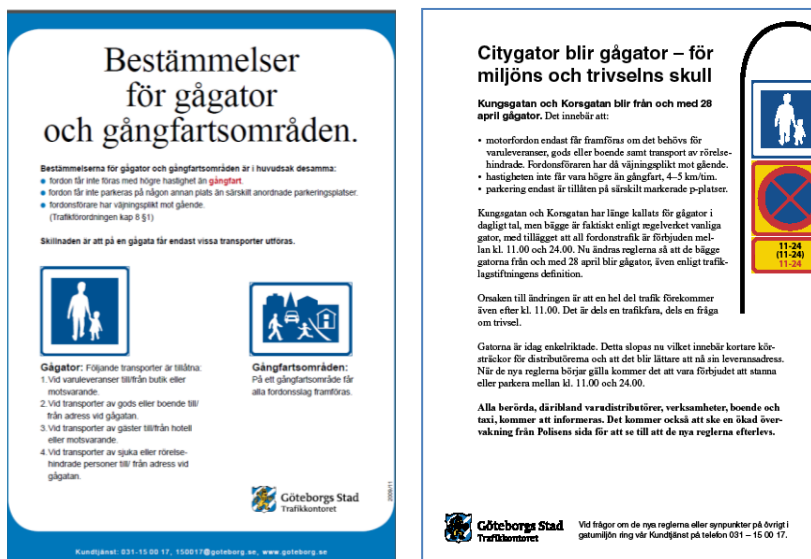 Bestämmelser
för gågator
och gångfartsområden.
Bestämmelserna för gågator och gångfartsområden är i huvudsak desamma:
• fordon får inte föras med högre hastighet än gångfart.
• fordon får inte parkeras på någon annan plats än särskilt anordnade parkeringsplatser.
• fordonsförare har väjningsplikt mot gående.
(Trafikförordningen kap 8 §1)
Skillnaden är att på en gågata får endast vissa transporter utföras.
Gågator: Följande transporter är tillåtna:
1. Vid varuleveranser till/från butik eller
motsvarande.
2. Vid transporter av gods eller boende till/
från adress vid gågatan.
3. Vid transporter av gäster till/från hotell
eller motsvarande.
4. Vid transporter av sjuka eller rörelse-
hindrade personer till/ från adress vid
gågatan.
Gångfartsområden:
På ett gångfartsområde får
alla fordonsslag framföras.
Göteborgs Stad
Trafikkontoret
Kundtjänst: 031-15 00 17, 150017@goteborg.se, www.goteborg.se
Citygator blir gågator – för
miljöns och trivselns skull
Kungsgatan och Korsgatan blir från och med 28
april gågator. Det innebär att:
• motorfordon endast får framföras om det behövs för
varuleveranser, gods eller boende samt transport av rörelse-
hindrade. Fordonsföraren har då väjningsplikt mot gående.
• hastigheten inte får vara högre än gångfart, 4–5 km/tim.
• parkering endast är tillåten på särskilt markerade p-platser.
Kungsgatan och Korsgatan har länge kallats för gågator i
dagligt tal, men bägge är faktiskt enligt regelverket vanliga
gator, med tillägget att all fordonstrafik är förbjuden mel-
lan kl. 11.00 och 24.00. Nu ändras reglerna så att de bägge
gatorna från och med 28 april blir gågator, även enligt trafik-
lagstiftningens definition.
Orsaken till ändringen är att en hel del trafik förekommer
även efter kl. 11.00. Det är dels en trafikfara, dels en fråga
om trivsel.
Gatorna är idag enkelriktade. Detta slopas nu vilket innebär kortare kör-
sträckor för distributörerna och att det blir lättare att nå sin leveransadress.
När de nya reglerna börjar gälla kommer det att vara förbjudet att stanna
eller parkera mellan kl. 11.00 och 24.00.
Alla berörda, däribland varudistributörer, verksamheter, boende och
taxi, kommer att informeras. Det kommer också att ske en ökad över-
vakning från Polisens sida för att se till att de nya reglerna efterlevs.
11-24
(11-24)
11-24
Göteborgs Stad
Trafikkontoret
Vid frågor om de nya reglerna eller synpunkter på övrigt i
gatumiljön ring vår Kundtjänst på telefon 031 – 15 00 17.